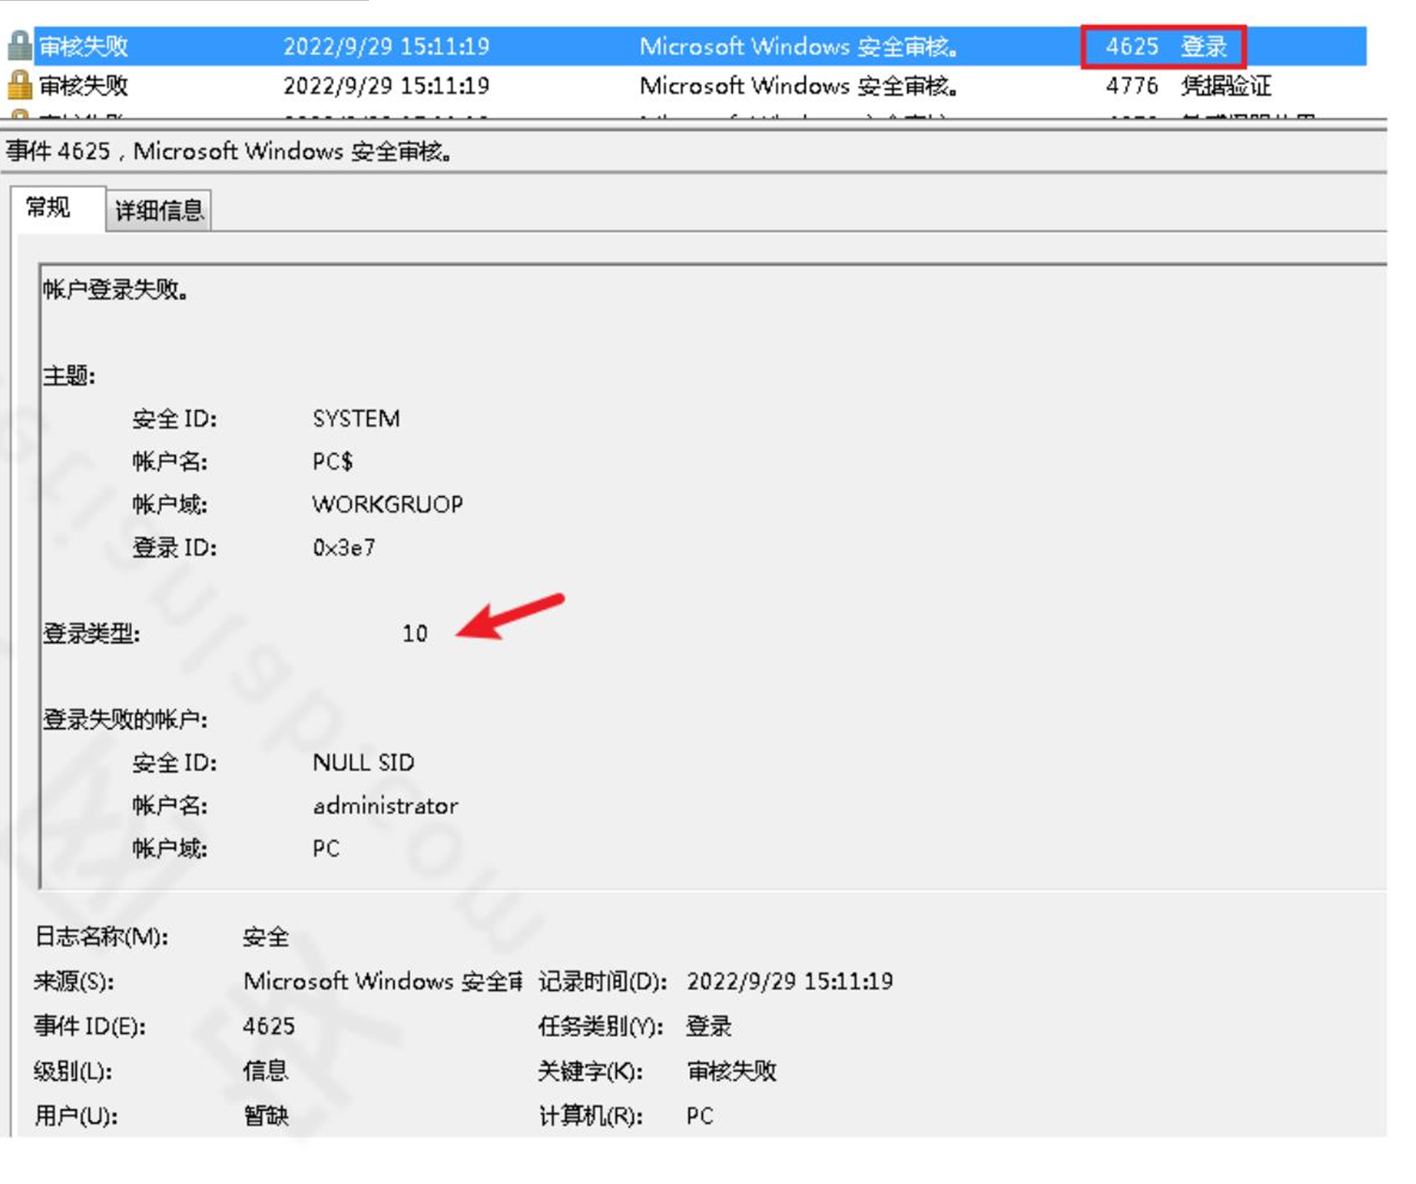 审核失败 2022/9/29 15:11:19 Microsoft Windows 安全审核。 4625 登录
审核失败 2022/9/29 15:11:19 Microsoft Windows 安全审核。 4776 凭据验证
事件 4625，Microsoft Windows 安全审核。
常规 详细信息
帐户登录失败。
主题:
安全 ID: SYSTEM
帐户名: PC$
帐户域: WORKGRUOP
登录 ID: 0x3e7
登录类型: 10
登录失败的帐户:
安全 ID: NULL SID
帐户名: administrator
帐户域: PC
日志名称(M): 安全
来源(S): Microsoft Windows 安全审 记录时间(D): 2022/9/29 15:11:19
事件 ID(E): 4625 任务类别(Y): 登录
级别(L): 信息 关键字(K): 审核失败
用户(U): 暂缺 计算机(R): PC